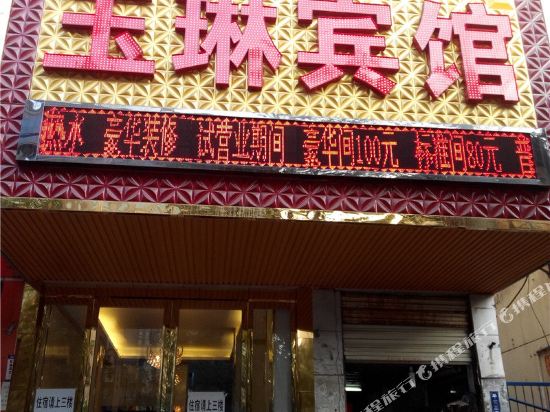 玉琳宾馆
豪华装修 试营业期间 豪华间100元 标准间80元 普
住宿请上三楼
住宿请上三楼
携程旅行